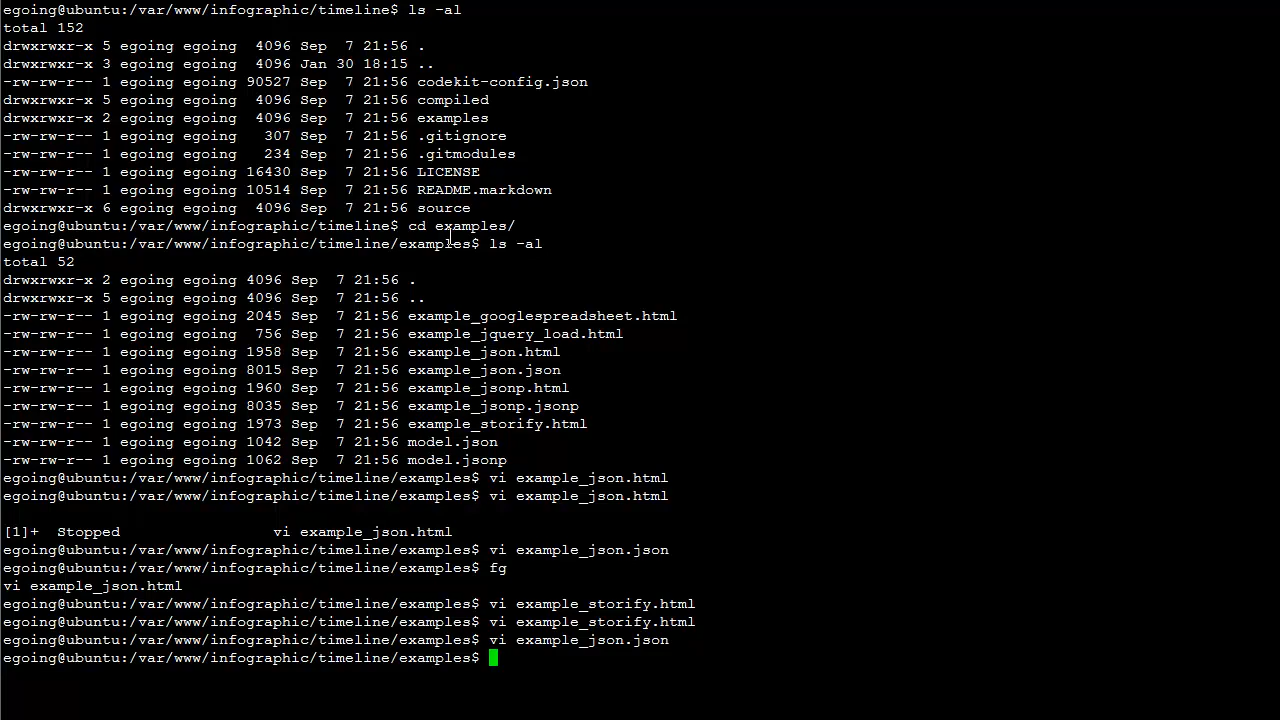 egoing@ubuntu:/var/www/infographic/timeline$ ls -al
total 152
drwxrwxr-x 5 egoing egoing  4096 Sep  7 21:56 .
drwxrwxr-x 3 egoing egoing  4096 Jan 30 18:15 ..
-rw-rw-r-- 1 egoing egoing 90527 Sep  7 21:56 codekit-config.json
drwxrwxr-x 5 egoing egoing  4096 Sep  7 21:56 compiled
drwxrwxr-x 2 egoing egoing  4096 Sep  7 21:56 examples
-rw-rw-r-- 1 egoing egoing   307 Sep  7 21:56 .gitignore
-rw-rw-r-- 1 egoing egoing   234 Sep  7 21:56 .gitmodules
-rw-rw-r-- 1 egoing egoing 16430 Sep  7 21:56 LICENSE
-rw-rw-r-- 1 egoing egoing 10514 Sep  7 21:56 README.markdown
drwxrwxr-x 6 egoing egoing  4096 Sep  7 21:56 source
egoing@ubuntu:/var/www/infographic/timeline$ cd examples/
egoing@ubuntu:/var/www/infographic/timeline/examples$ ls -al
total 52
drwxrwxr-x 2 egoing egoing 4096 Sep  7 21:56 .
drwxrwxr-x 5 egoing egoing 4096 Sep  7 21:56 ..
-rw-rw-r-- 1 egoing egoing 2045 Sep  7 21:56 example_googlespreadsheet.html
-rw-rw-r-- 1 egoing egoing  756 Sep  7 21:56 example_jquery_load.html
-rw-rw-r-- 1 egoing egoing 1958 Sep  7 21:56 example_json.html
-rw-rw-r-- 1 egoing egoing 8015 Sep  7 21:56 example_json.json
-rw-rw-r-- 1 egoing egoing 1960 Sep  7 21:56 example_jsonp.html
-rw-rw-r-- 1 egoing egoing 8035 Sep  7 21:56 example_jsonp.jsonp
-rw-rw-r-- 1 egoing egoing 1973 Sep  7 21:56 example_storify.html
-rw-rw-r-- 1 egoing egoing 1042 Sep  7 21:56 model.json
-rw-rw-r-- 1 egoing egoing 1062 Sep  7 21:56 model.jsonp
egoing@ubuntu:/var/www/infographic/timeline/examples$ vi example_json.html
egoing@ubuntu:/var/www/infographic/timeline/examples$ vi example_json.html
[1]+  Stopped                 vi example_json.html
egoing@ubuntu:/var/www/infographic/timeline/examples$ vi example_json.json
egoing@ubuntu:/var/www/infographic/timeline/examples$ fg
vi example_json.html
egoing@ubuntu:/var/www/infographic/timeline/examples$ vi example_storify.html
egoing@ubuntu:/var/www/infographic/timeline/examples$ vi example_storify.html
egoing@ubuntu:/var/www/infographic/timeline/examples$ vi example_json.json
egoing@ubuntu:/var/www/infographic/timeline/examples$